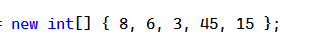 = new int[] { 8, 6, 3, 45, 15 };